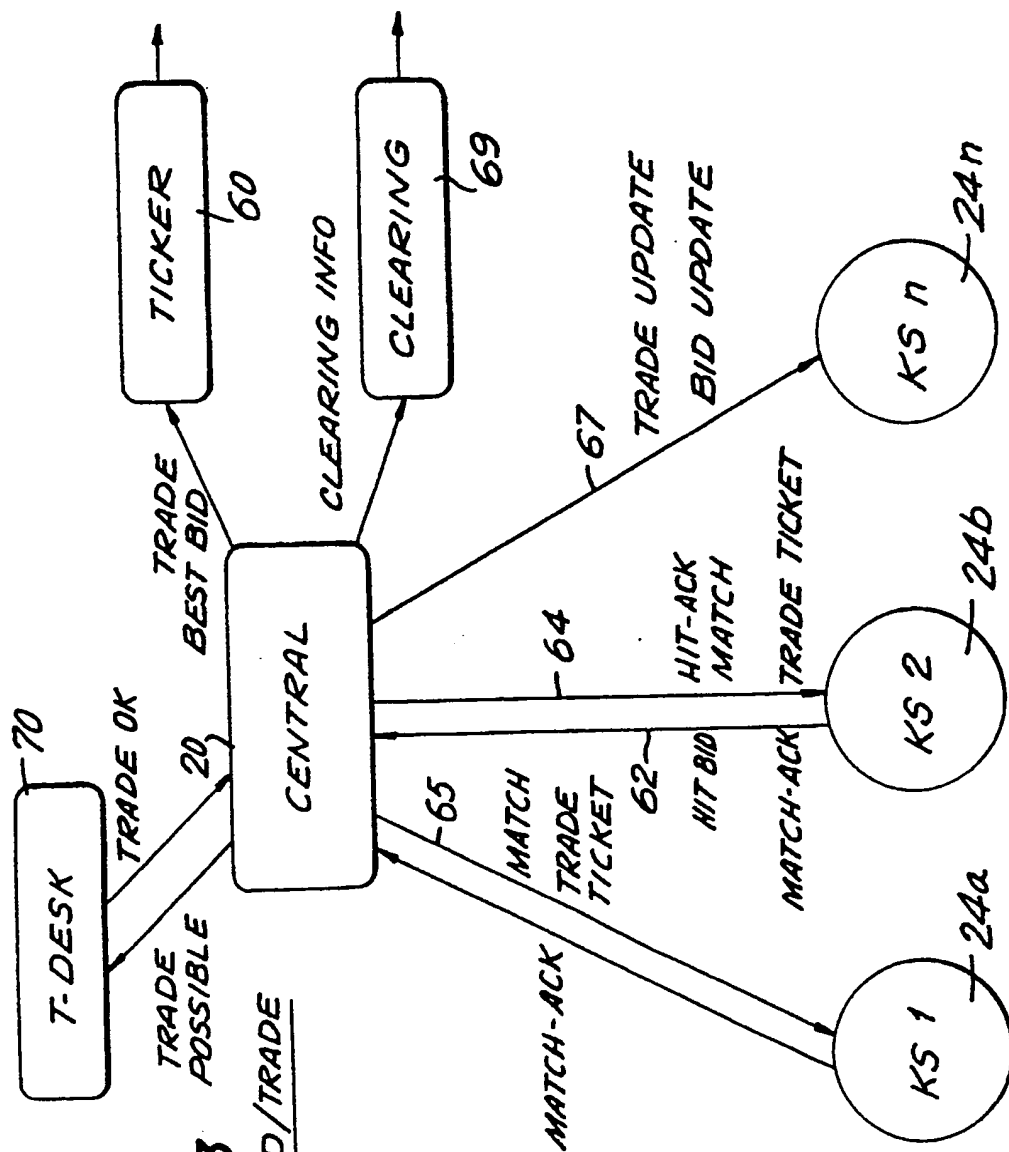 T-DESK
70
TRADE OK
TRADE
POSSIBLE
20
CENTRAL
TRADE
BEST BID
TICKER
60
CLEARING INFO
CLEARING
69
MATCH-ACK
65
MATCH
TRADE
TICKET
62
HIT BID
MATCH-ACK
64
HIT-ACK
MATCH
TRADE TICKET
67
TRADE UPDATE
BID UPDATE
KS 1
24a
KS 2
24b
KS n
24n
3
/TRADE